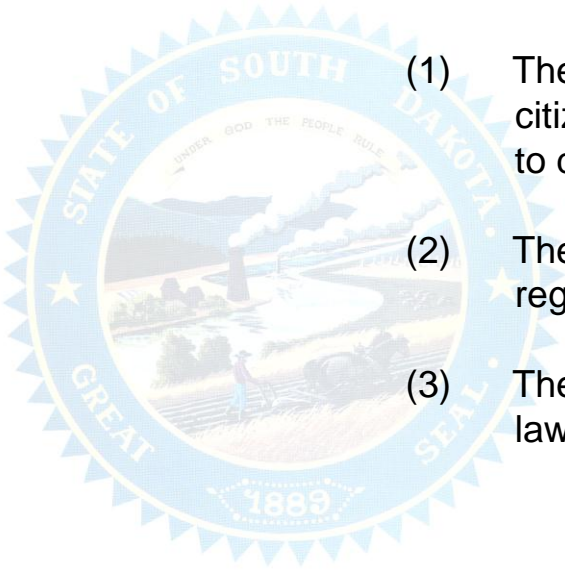 STATE OF SOUTH DAKOTA
UNDER GOD THE PEOPLE RULE
GREAT SEAL
1889
(1) The
citiz
to c
(2) The
reg
(3) The
law